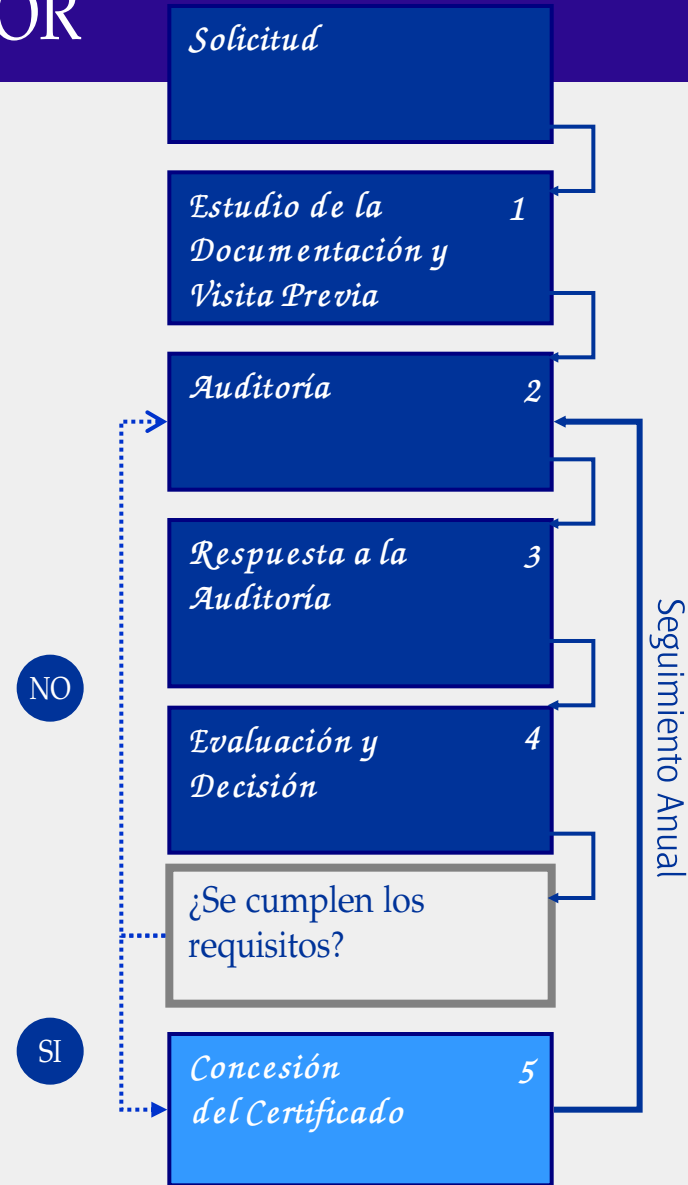 OR
Solicitud
Estudio de la 1
Documentación y
Visita Previa
Auditoría 2
Respuesta a la 3
Auditoría
NO
Evaluación y 4
Decisión
Seguimiento Anual
¿Se cumplen los
requisitos?
SI
Concesión 5
del Certificado